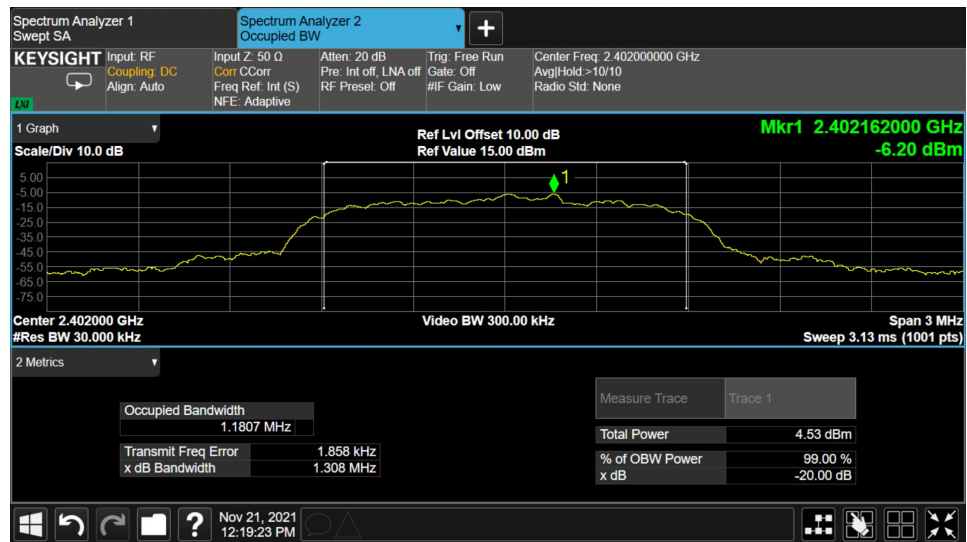 Spectrum Analyzer 1
Swept SA
Spectrum Analyzer 2
Occupied BW
KEYSIGHT
Input: RF
Coupling: DC
Align: Auto
LXI
Input Z: 50 Ω
Corr CCorr
Freq Ref: Int (S)
NFE: Adaptive
Atten: 20 dB
Pre: Int off, LNA off
RF Presel: Off
Trig: Free Run
Gate: Off
#IF Gain: Low
Center Freq: 2.402000000 GHz
Avg|Hold:>10/10
Radio Std: None
1 Graph
Scale/Div 10.0 dB
Ref Lvl Offset 10.00 dB
Ref Value 15.00 dBm
Mkr1 2.402162000 GHz
-6.20 dBm
1
5.00
-5.00
-15.0
-25.0
-35.0
-45.0
-55.0
-65.0
-75.0
Center 2.402000 GHz
#Res BW 30.000 kHz
Video BW 300.00 kHz
Span 3 MHz
Sweep 3.13 ms (1001 pts)
2 Metrics
Occupied Bandwidth
1.1807 MHz
Transmit Freq Error 1.858 kHz
x dB Bandwidth 1.308 MHz
Measure Trace Trace 1
Total Power 4.53 dBm
% of OBW Power 99.00 %
x dB -20.00 dB
?
Nov 21, 2021
12:19:23 PM